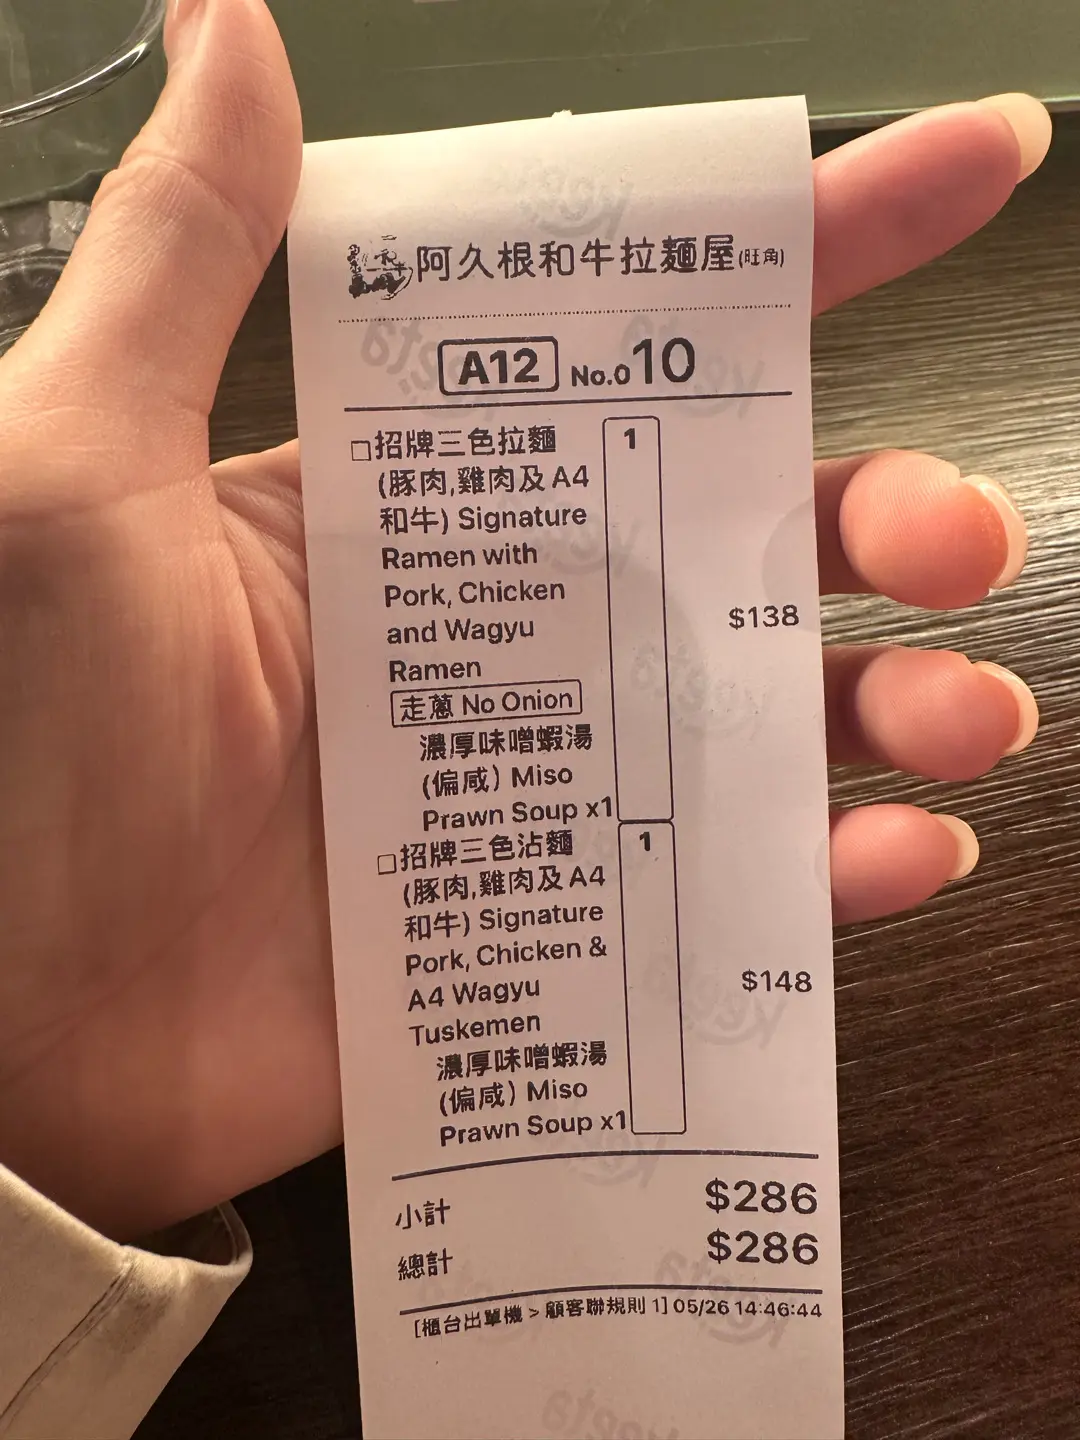 阿久根和牛拉麵屋(旺角)
A12 No.010
□招牌三色拉麵 1
(豚肉,雞肉及A4
和牛) Signature
Ramen with
Pork, Chicken
$138
and Wagyu
Ramen
走蔥 No Onion
濃厚味噌蝦湯
(偏咸) Miso
Prawn Soup x1
□招牌三色沾麵 1
(豚肉,雞肉及A4
和牛) Signature
Pork, Chicken &
A4 Wagyu $148
Tuskemen
濃厚味噌蝦湯
(偏咸) Miso
Prawn Soup x1
小計 $286
總計 $286
[櫃台出單機 > 顧客聯規則 1] 05/26 14:46:44
Keeta